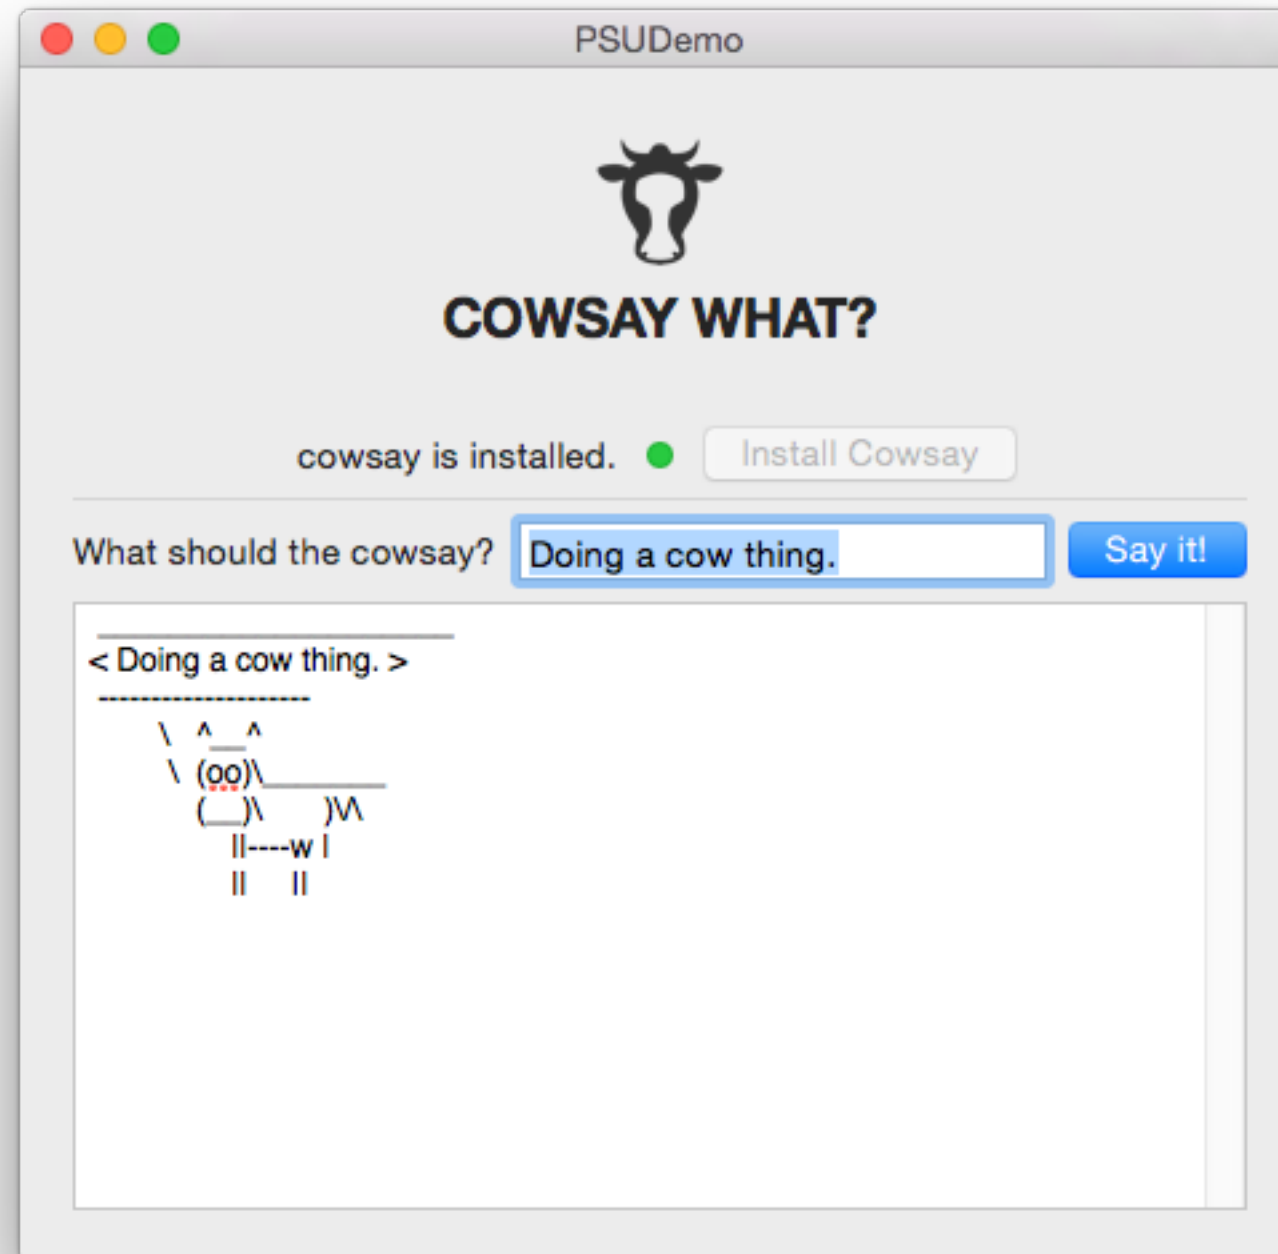 PSUDemo
COWSAY WHAT?
cowsay is installed. Install Cowsay
What should the cowsay? Doing a cow thing. Say it!
 ____________________
< Doing a cow thing. >
 --------------------
        \   ^__^
         \  (oo)\_______
            (__)\       )\/\
                ||----w |
                ||     ||